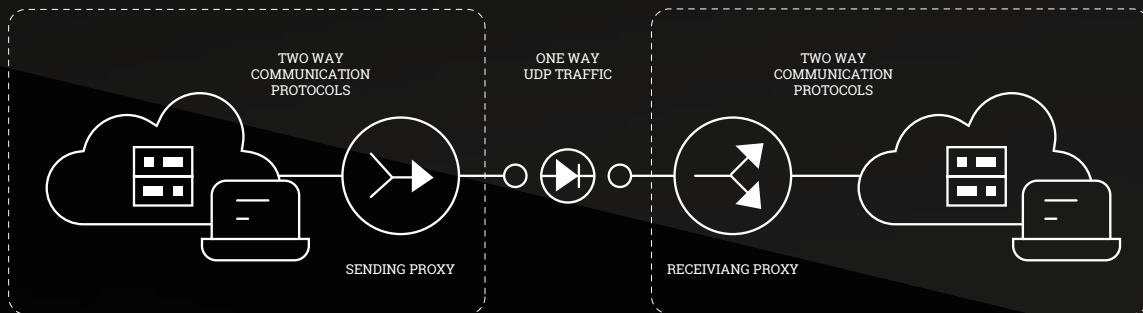 TWO WAY
COMMUNICATION
PROTOCOLS
ONE WAY
UDP TRAFFIC
TWO WAY
COMMUNICATION
PROTOCOLS
SENDING PROXY
RECEIVIANG PROXY